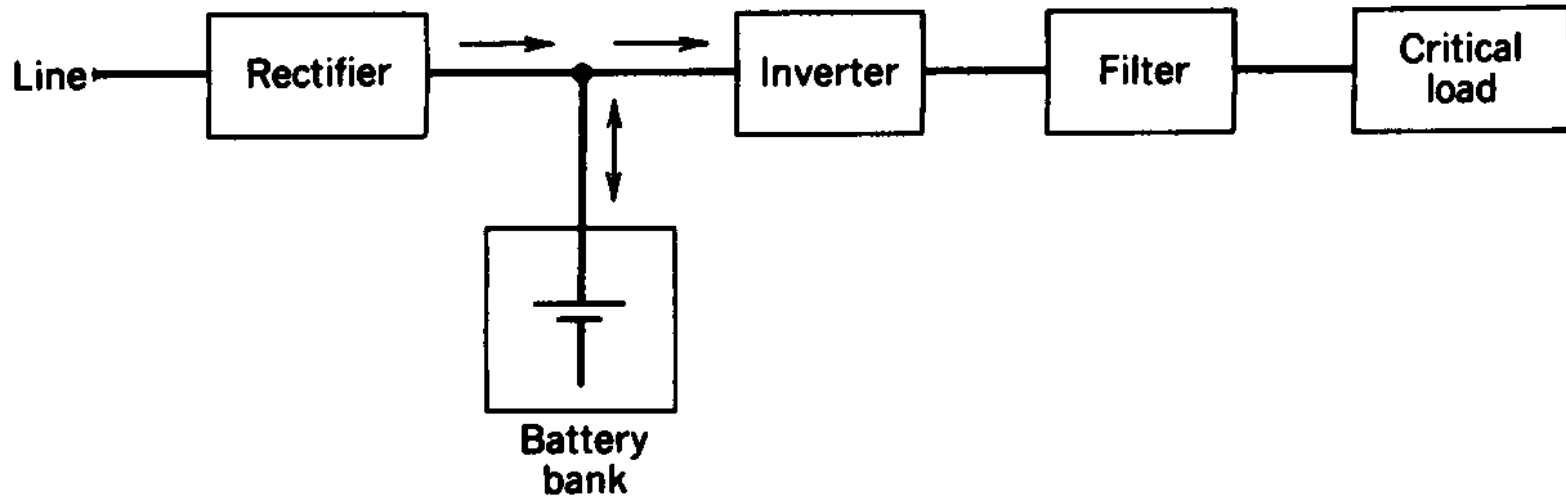 Line
Rectifier
Inverter
Filter
Critical
load
Battery
bank